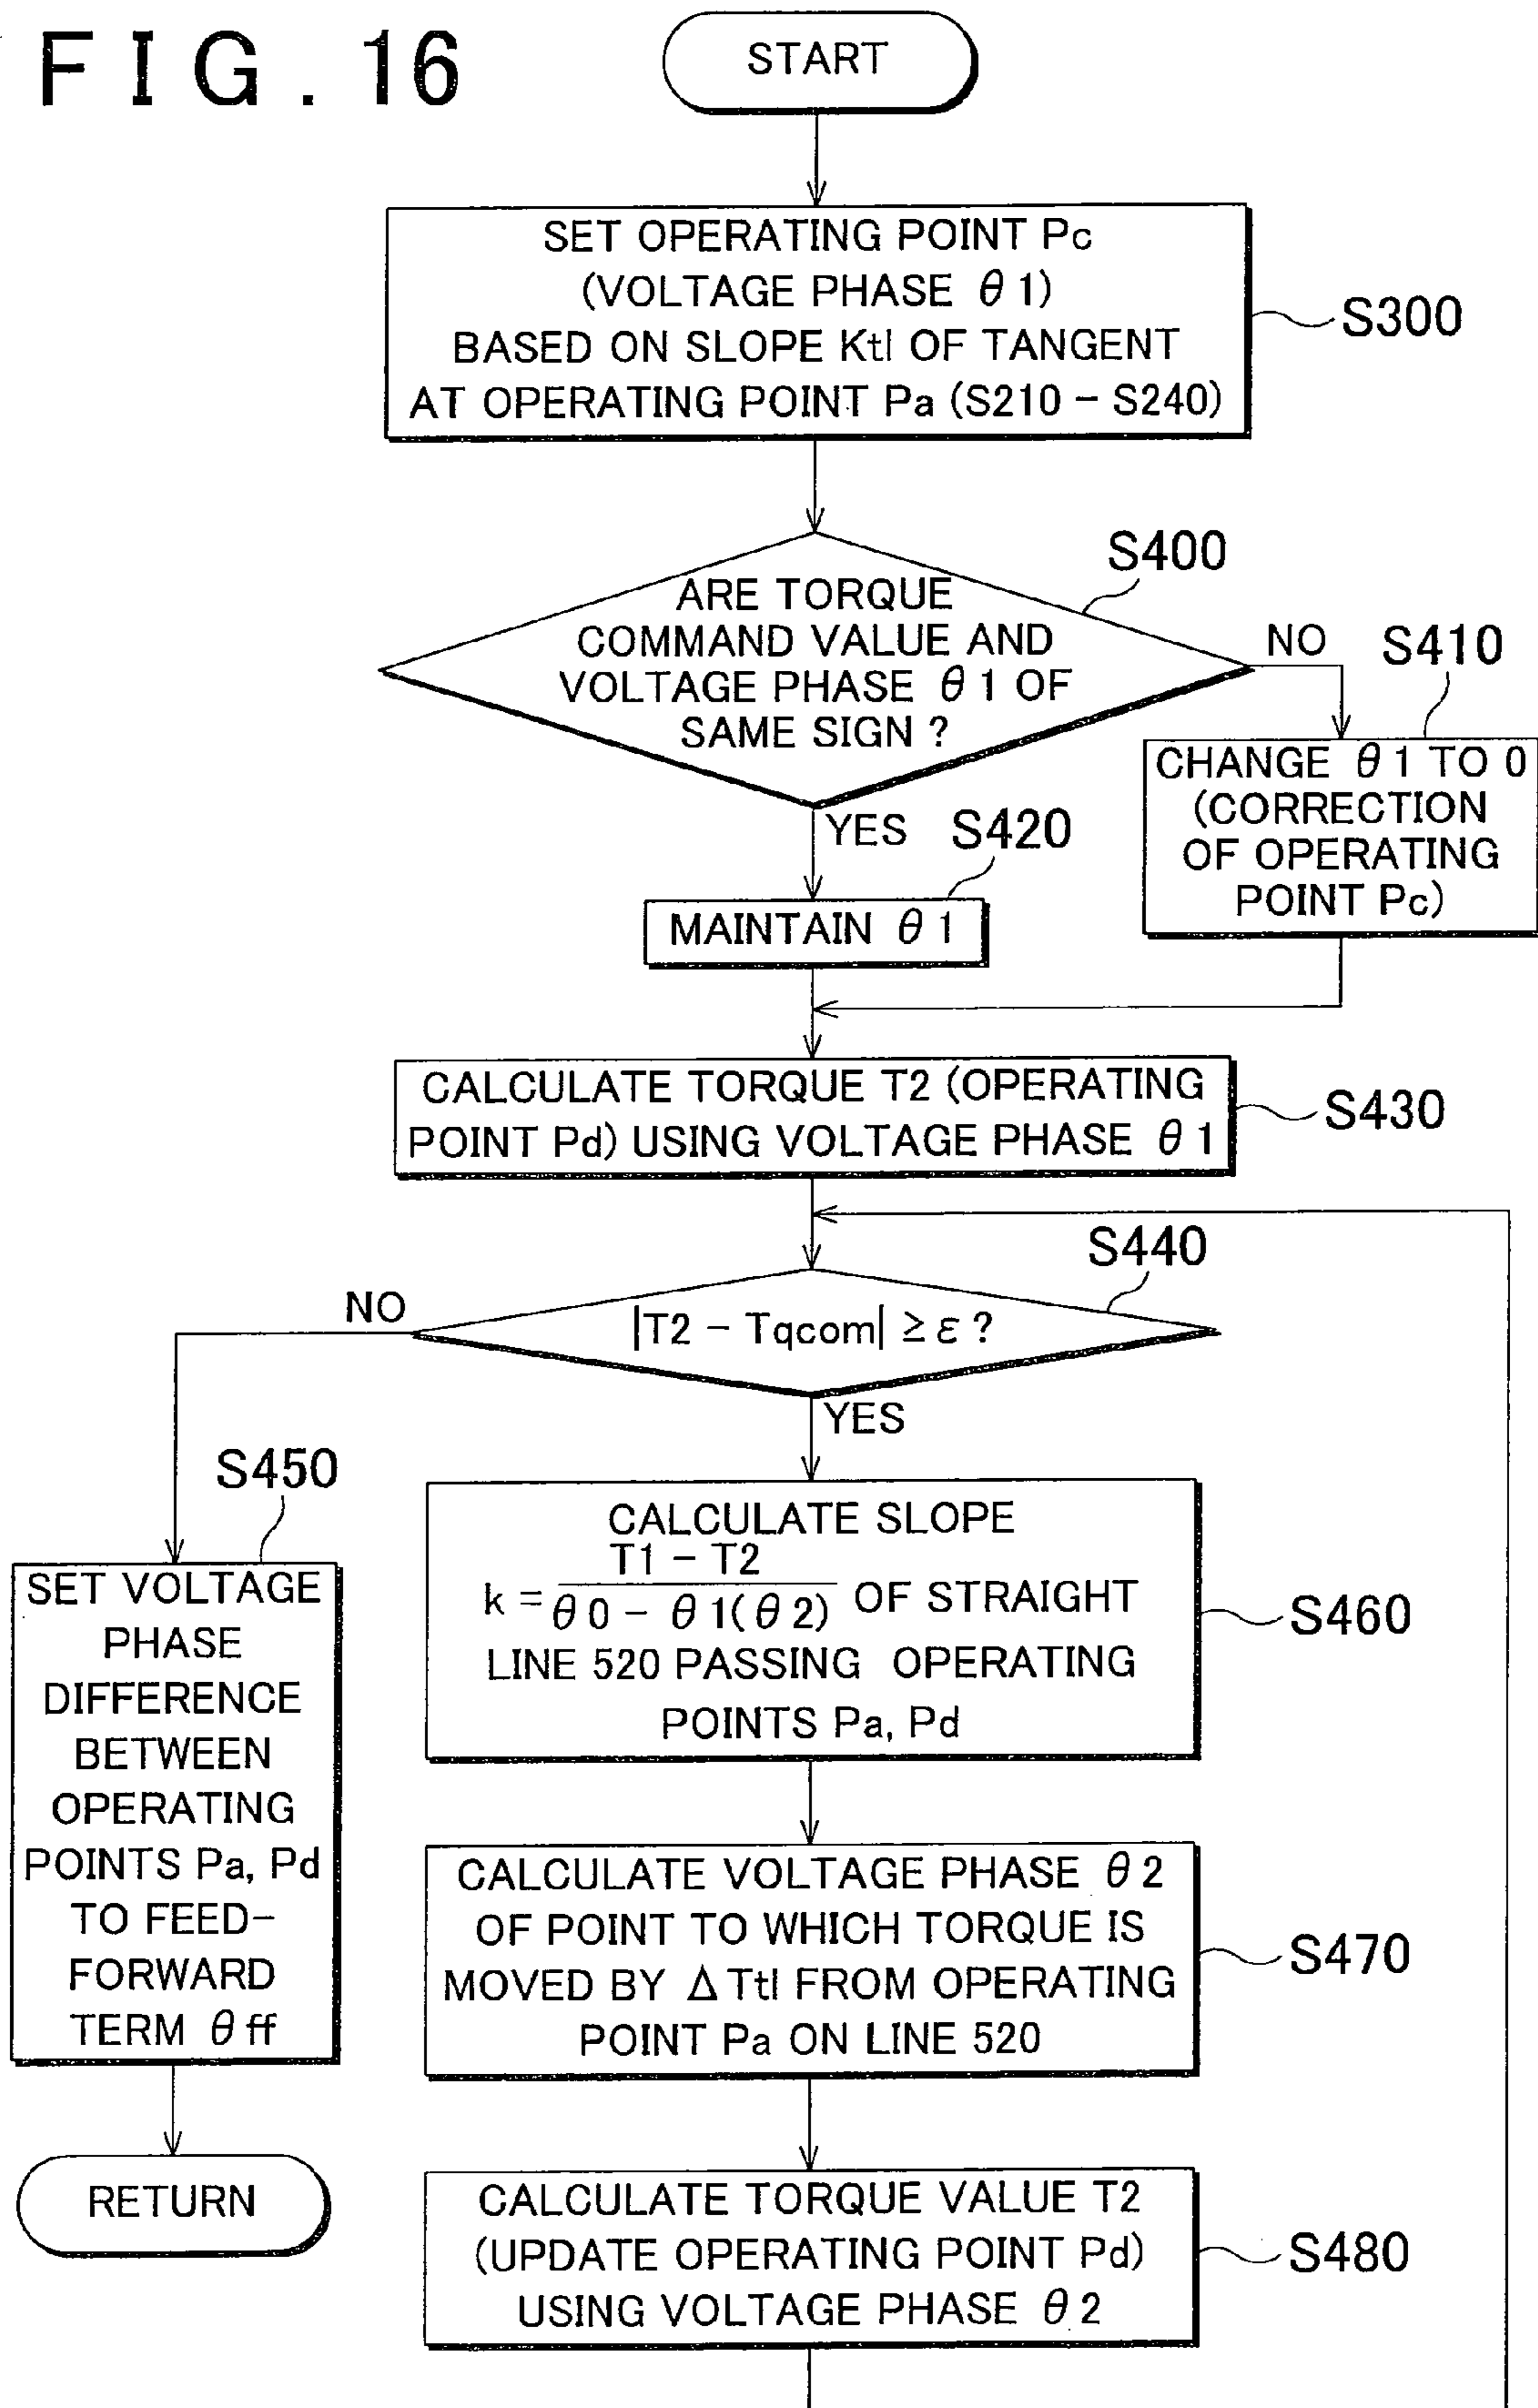 FIG. 16
START
SET OPERATING POINT Pc
(VOLTAGE PHASE θ1)
BASED ON SLOPE Ktl OF TANGENT
AT OPERATING POINT Pa (S210 – S240)
S300
S400
ARE TORQUE
COMMAND VALUE AND
VOLTAGE PHASE θ1 OF
SAME SIGN ?
NO
S410
CHANGE θ1 TO 0
(CORRECTION
OF OPERATING
POINT Pc)
YES
S420
MAINTAIN θ1
CALCULATE TORQUE T2 (OPERATING
POINT Pd) USING VOLTAGE PHASE θ1
S430
S440
|T2 – Tqcom| ≥ ε ?
NO
YES
S450
SET VOLTAGE
PHASE
DIFFERENCE
BETWEEN
OPERATING
POINTS Pa, Pd
TO FEED-
FORWARD
TERM θff
RETURN
CALCULATE SLOPE
T1 – T2
k = θ0 – θ1(θ2) OF STRAIGHT
LINE 520 PASSING OPERATING
POINTS Pa, Pd
S460
CALCULATE VOLTAGE PHASE θ2
OF POINT TO WHICH TORQUE IS
MOVED BY ΔTtl FROM OPERATING
POINT Pa ON LINE 520
S470
CALCULATE TORQUE VALUE T2
(UPDATE OPERATING POINT Pd)
USING VOLTAGE PHASE θ2
S480